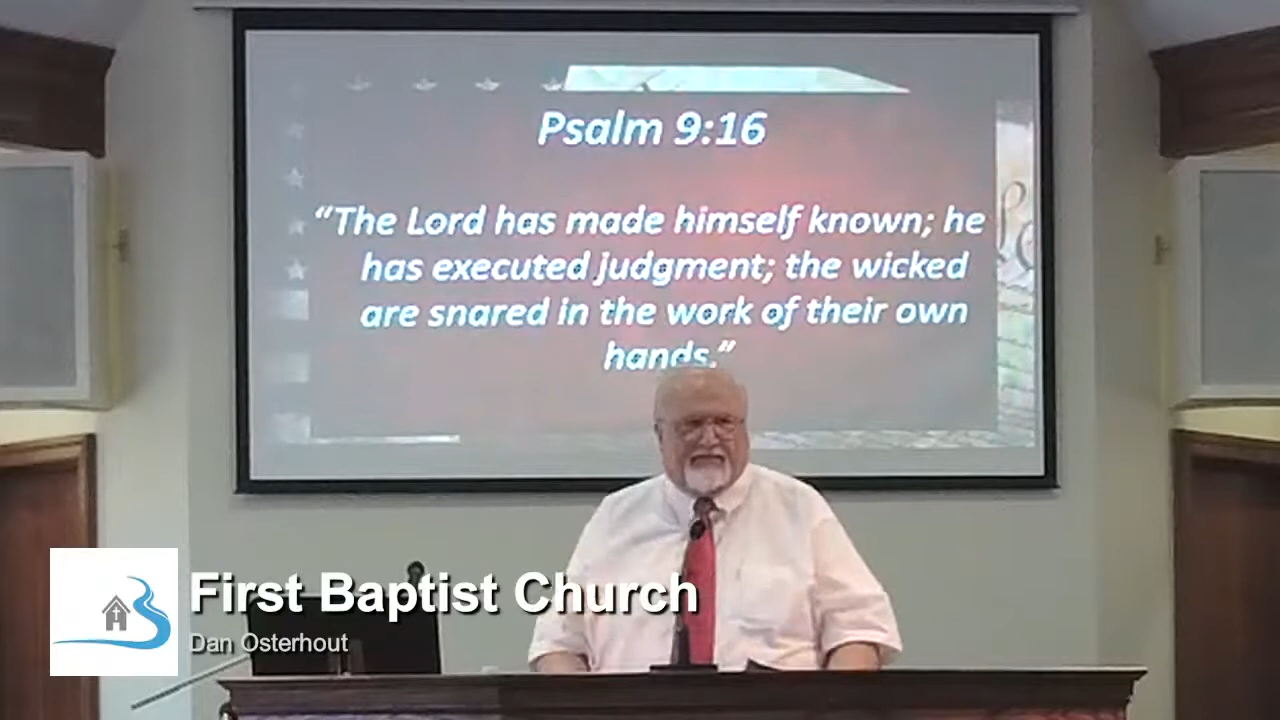 Psalm 9:16
“The Lord has made himself known; he
has executed judgment; the wicked
are snared in the work of their own
hands.”
First Baptist Church
Dan Osterhout